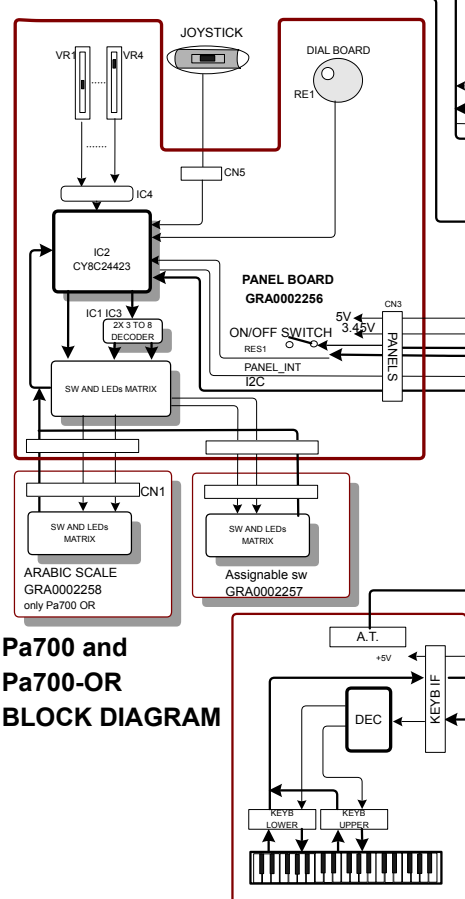 JOYSTICK
DIAL BOARD
VR1
VR4
.....
RE1
.......
CN5
IC4
IC2
CY8C24423
PANEL BOARD
GRA0002256
CN3
IC1 IC3
2X 3 TO 8
DECODER
5V
3.45V
ON/OFF SWITCH
RES1
PANEL_INT
I2C
PANELS
SW AND LEDs MATRIX
CN1
SW AND LEDs
MATRIX
SW AND LEDs
MATRIX
ARABIC SCALE
GRA0002258
only Pa700 OR
Assignable sw
GRA0002257
Pa700 and
Pa700-OR
BLOCK DIAGRAM
A.T.
+5V
KEYB IF
DEC
KEYB
LOWER
KEYB
UPPER